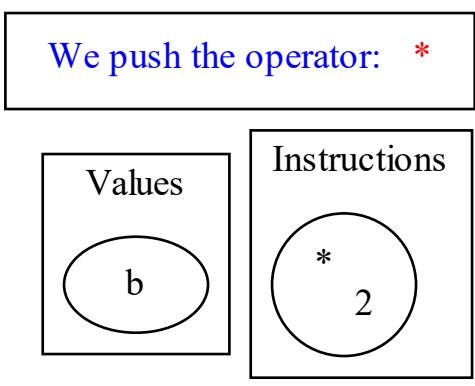 We push the operator: *
Values
Instructions
b
*
2